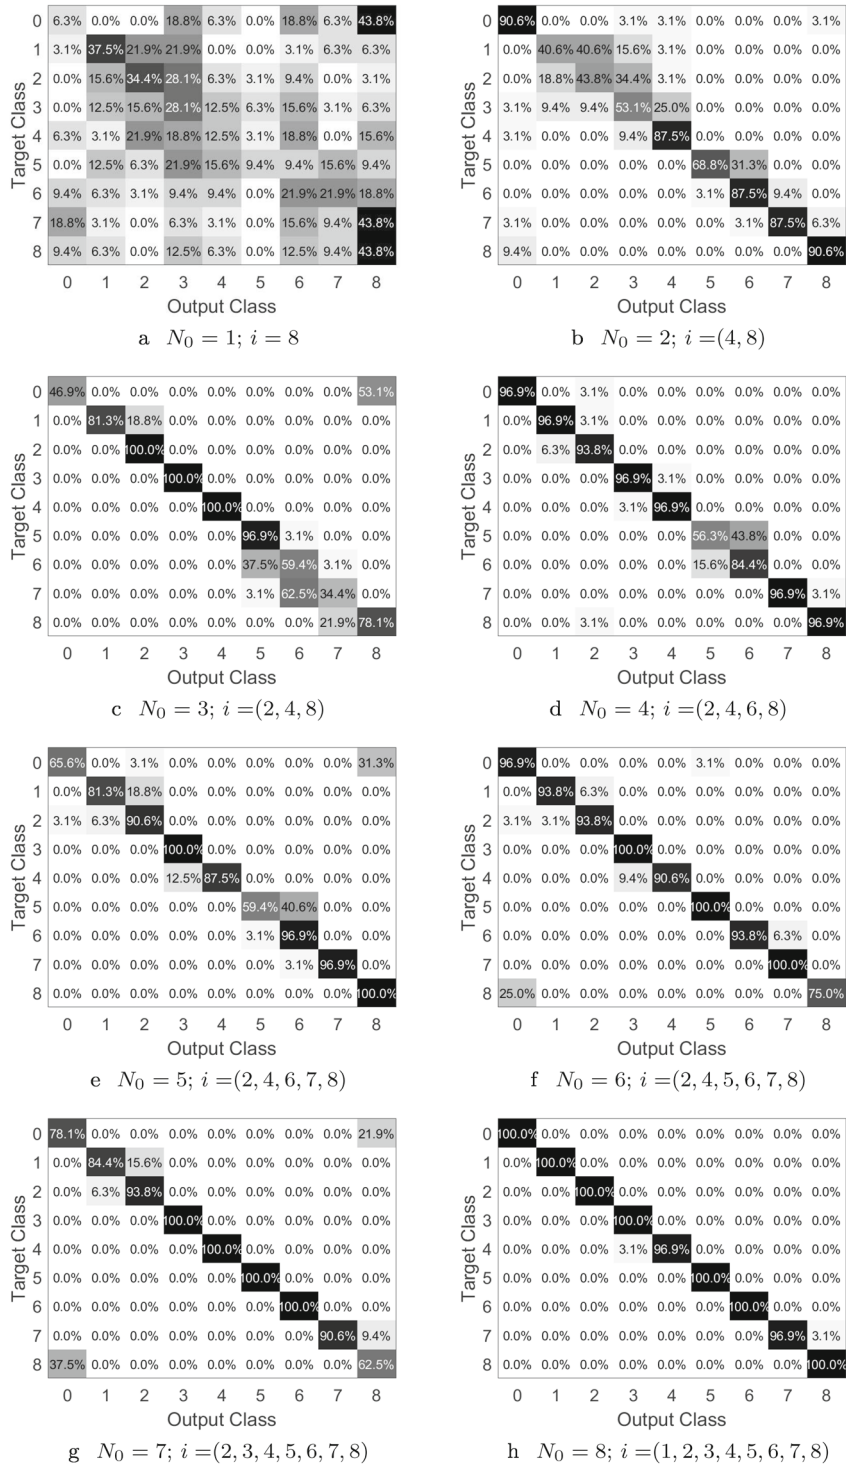 0 6.3% 0.0% 0.0% 18.8% 6.3% 0.0% 18.8% 6.3% 43.8%
1 3.1% 37.5% 21.9% 21.9% 0.0% 0.0% 3.1% 6.3% 6.3%
2 0.0% 15.6% 34.4% 28.1% 6.3% 3.1% 9.4% 0.0% 3.1%
3 0.0% 12.5% 15.6% 28.1% 12.5% 6.3% 15.6% 3.1% 6.3%
4 6.3% 3.1% 21.9% 18.8% 12.5% 3.1% 18.8% 0.0% 15.6%
5 0.0% 12.5% 6.3% 21.9% 15.6% 9.4% 9.4% 15.6% 9.4%
6 9.4% 6.3% 3.1% 9.4% 9.4% 0.0% 21.9% 21.9% 18.8%
7 18.8% 3.1% 0.0% 6.3% 3.1% 0.0% 15.6% 9.4% 43.8%
8 9.4% 6.3% 0.0% 12.5% 6.3% 0.0% 12.5% 9.4% 43.8%
Target Class
0 1 2 3 4 5 6 7 8
Output Class
a N₀ = 1; i = 8
0 90.6% 0.0% 0.0% 3.1% 3.1% 0.0% 0.0% 0.0% 3.1%
1 0.0% 40.6% 40.6% 15.6% 3.1% 0.0% 0.0% 0.0% 0.0%
2 0.0% 18.8% 43.8% 34.4% 3.1% 0.0% 0.0% 0.0% 0.0%
3 3.1% 9.4% 9.4% 53.1% 25.0% 0.0% 0.0% 0.0% 0.0%
4 3.1% 0.0% 0.0% 9.4% 87.5% 0.0% 0.0% 0.0% 0.0%
5 0.0% 0.0% 0.0% 0.0% 0.0% 68.8% 31.3% 0.0% 0.0%
6 0.0% 0.0% 0.0% 0.0% 0.0% 3.1% 87.5% 9.4% 0.0%
7 3.1% 0.0% 0.0% 0.0% 0.0% 0.0% 3.1% 87.5% 6.3%
8 9.4% 0.0% 0.0% 0.0% 0.0% 0.0% 0.0% 0.0% 90.6%
Target Class
0 1 2 3 4 5 6 7 8
Output Class
b N₀ = 2; i =(4, 8)
0 46.9% 0.0% 0.0% 0.0% 0.0% 0.0% 0.0% 0.0% 53.1%
1 0.0% 81.3% 18.8% 0.0% 0.0% 0.0% 0.0% 0.0% 0.0%
2 0.0% 0.0% 100.0% 0.0% 0.0% 0.0% 0.0% 0.0% 0.0%
3 0.0% 0.0% 0.0% 100.0% 0.0% 0.0% 0.0% 0.0% 0.0%
4 0.0% 0.0% 0.0% 0.0% 100.0% 0.0% 0.0% 0.0% 0.0%
5 0.0% 0.0% 0.0% 0.0% 0.0% 96.9% 3.1% 0.0% 0.0%
6 0.0% 0.0% 0.0% 0.0% 0.0% 37.5% 59.4% 3.1% 0.0%
7 0.0% 0.0% 0.0% 0.0% 0.0% 3.1% 62.5% 34.4% 0.0%
8 0.0% 0.0% 0.0% 0.0% 0.0% 0.0% 0.0% 21.9% 78.1%
Target Class
0 1 2 3 4 5 6 7 8
Output Class
c N₀ = 3; i =(2, 4, 8)
0 96.9% 0.0% 3.1% 0.0% 0.0% 0.0% 0.0% 0.0% 0.0%
1 0.0% 96.9% 3.1% 0.0% 0.0% 0.0% 0.0% 0.0% 0.0%
2 0.0% 6.3% 93.8% 0.0% 0.0% 0.0% 0.0% 0.0% 0.0%
3 0.0% 0.0% 0.0% 96.9% 3.1% 0.0% 0.0% 0.0% 0.0%
4 0.0% 0.0% 0.0% 3.1% 96.9% 0.0% 0.0% 0.0% 0.0%
5 0.0% 0.0% 0.0% 0.0% 0.0% 56.3% 43.8% 0.0% 0.0%
6 0.0% 0.0% 0.0% 0.0% 0.0% 15.6% 84.4% 0.0% 0.0%
7 0.0% 0.0% 0.0% 0.0% 0.0% 0.0% 0.0% 96.9% 3.1%
8 0.0% 0.0% 3.1% 0.0% 0.0% 0.0% 0.0% 0.0% 96.9%
Target Class
0 1 2 3 4 5 6 7 8
Output Class
d N₀ = 4; i =(2, 4, 6, 8)
0 65.6% 0.0% 3.1% 0.0% 0.0% 0.0% 0.0% 0.0% 31.3%
1 0.0% 81.3% 18.8% 0.0% 0.0% 0.0% 0.0% 0.0% 0.0%
2 3.1% 6.3% 90.6% 0.0% 0.0% 0.0% 0.0% 0.0% 0.0%
3 0.0% 0.0% 0.0% 100.0% 0.0% 0.0% 0.0% 0.0% 0.0%
4 0.0% 0.0% 0.0% 12.5% 87.5% 0.0% 0.0% 0.0% 0.0%
5 0.0% 0.0% 0.0% 0.0% 0.0% 59.4% 40.6% 0.0% 0.0%
6 0.0% 0.0% 0.0% 0.0% 0.0% 3.1% 96.9% 0.0% 0.0%
7 0.0% 0.0% 0.0% 0.0% 0.0% 0.0% 3.1% 96.9% 0.0%
8 0.0% 0.0% 0.0% 0.0% 0.0% 0.0% 0.0% 0.0% 100.0%
Target Class
0 1 2 3 4 5 6 7 8
Output Class
e N₀ = 5; i =(2, 4, 6, 7, 8)
0 96.9% 0.0% 0.0% 0.0% 0.0% 3.1% 0.0% 0.0% 0.0%
1 0.0% 93.8% 6.3% 0.0% 0.0% 0.0% 0.0% 0.0% 0.0%
2 3.1% 3.1% 93.8% 0.0% 0.0% 0.0% 0.0% 0.0% 0.0%
3 0.0% 0.0% 0.0% 100.0% 0.0% 0.0% 0.0% 0.0% 0.0%
4 0.0% 0.0% 0.0% 9.4% 90.6% 0.0% 0.0% 0.0% 0.0%
5 0.0% 0.0% 0.0% 0.0% 0.0% 100.0% 0.0% 0.0% 0.0%
6 0.0% 0.0% 0.0% 0.0% 0.0% 0.0% 93.8% 6.3% 0.0%
7 0.0% 0.0% 0.0% 0.0% 0.0% 0.0% 0.0% 100.0% 0.0%
8 25.0% 0.0% 0.0% 0.0% 0.0% 0.0% 0.0% 0.0% 75.0%
Target Class
0 1 2 3 4 5 6 7 8
Output Class
f N₀ = 6; i =(2, 4, 5, 6, 7, 8)
0 78.1% 0.0% 0.0% 0.0% 0.0% 0.0% 0.0% 0.0% 21.9%
1 0.0% 84.4% 15.6% 0.0% 0.0% 0.0% 0.0% 0.0% 0.0%
2 0.0% 6.3% 93.8% 0.0% 0.0% 0.0% 0.0% 0.0% 0.0%
3 0.0% 0.0% 0.0% 100.0% 0.0% 0.0% 0.0% 0.0% 0.0%
4 0.0% 0.0% 0.0% 0.0% 100.0% 0.0% 0.0% 0.0% 0.0%
5 0.0% 0.0% 0.0% 0.0% 0.0% 100.0% 0.0% 0.0% 0.0%
6 0.0% 0.0% 0.0% 0.0% 0.0% 0.0% 100.0% 0.0% 0.0%
7 0.0% 0.0% 0.0% 0.0% 0.0% 0.0% 0.0% 90.6% 9.4%
8 37.5% 0.0% 0.0% 0.0% 0.0% 0.0% 0.0% 0.0% 62.5%
Target Class
0 1 2 3 4 5 6 7 8
Output Class
g N₀ = 7; i =(2, 3, 4, 5, 6, 7, 8)
0 100.0% 0.0% 0.0% 0.0% 0.0% 0.0% 0.0% 0.0% 0.0%
1 0.0% 100.0% 0.0% 0.0% 0.0% 0.0% 0.0% 0.0% 0.0%
2 0.0% 0.0% 100.0% 0.0% 0.0% 0.0% 0.0% 0.0% 0.0%
3 0.0% 0.0% 0.0% 100.0% 0.0% 0.0% 0.0% 0.0% 0.0%
4 0.0% 0.0% 0.0% 3.1% 96.9% 0.0% 0.0% 0.0% 0.0%
5 0.0% 0.0% 0.0% 0.0% 0.0% 100.0% 0.0% 0.0% 0.0%
6 0.0% 0.0% 0.0% 0.0% 0.0% 0.0% 100.0% 0.0% 0.0%
7 0.0% 0.0% 0.0% 0.0% 0.0% 0.0% 0.0% 96.9% 3.1%
8 0.0% 0.0% 0.0% 0.0% 0.0% 0.0% 0.0% 0.0% 100.0%
Target Class
0 1 2 3 4 5 6 7 8
Output Class
h N₀ = 8; i =(1, 2, 3, 4, 5, 6, 7, 8)